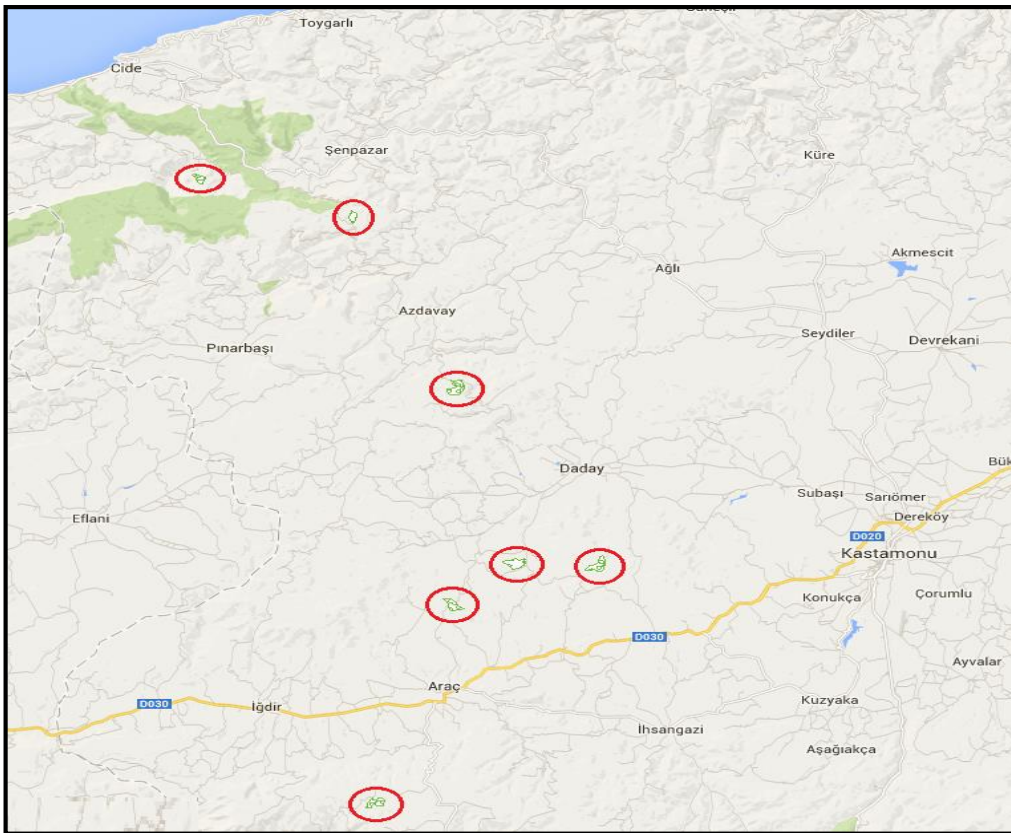 Toygarlı
Cide
Şenpazar
Küre
Akmescit
Ağlı
Azdavay
Seydiler
Devrekani
Pınarbaşı
Daday
Subaşı
Sarıömer
Eflani
Dereköy
D020
Kastamonu
Konukça
Çorumlu
D030
Ayvalar
Araç
D030
İğdir
Kuzyaka
İhsangazi
Aşağıakça